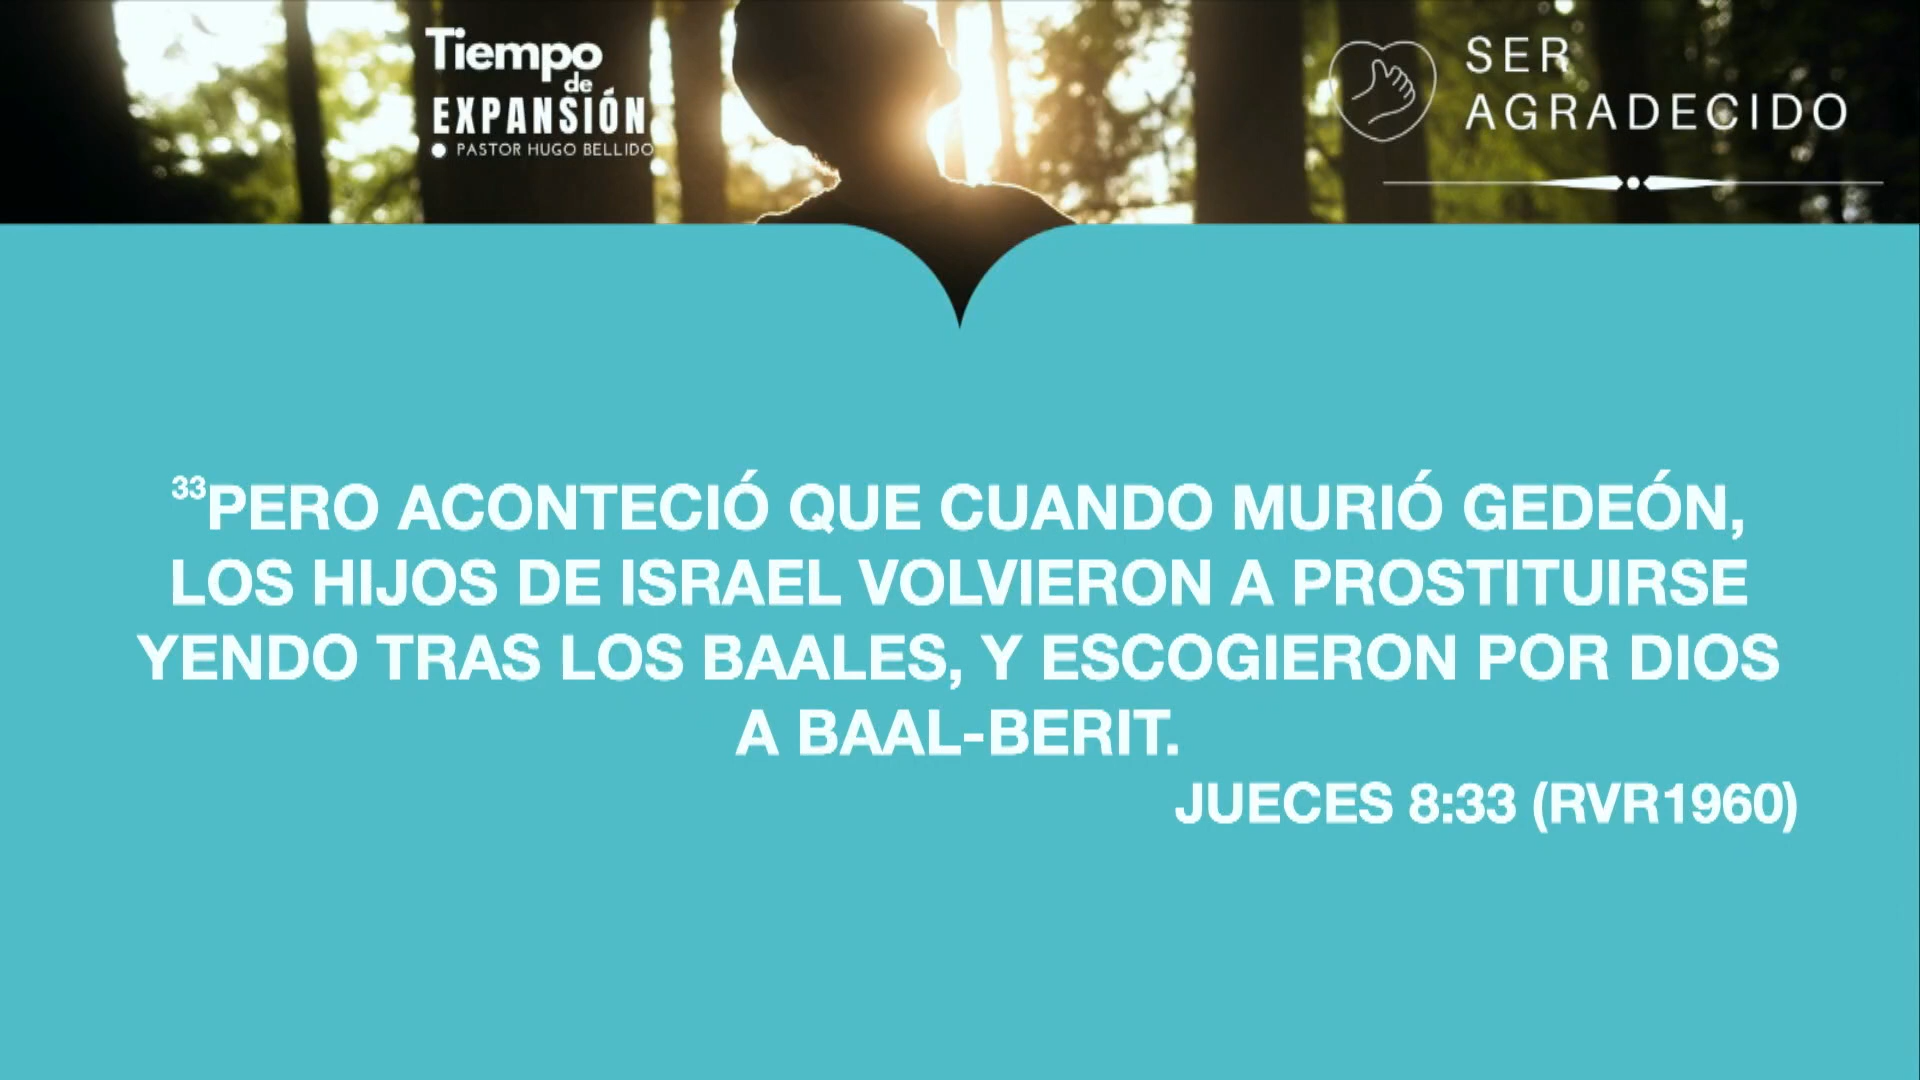 Tiempo
de
EXPANSIÓN
PASTOR HUGO BELLIDO
SER
AGRADECIDO
33PERO ACONTECIÓ QUE CUANDO MURIÓ GEDEÓN,
LOS HIJOS DE ISRAEL VOLVIERON A PROSTITUIRSE
YENDO TRAS LOS BAALES, Y ESCOGIERON POR DIOS
A BAAL-BERIT.
JUECES 8:33 (RVR1960)